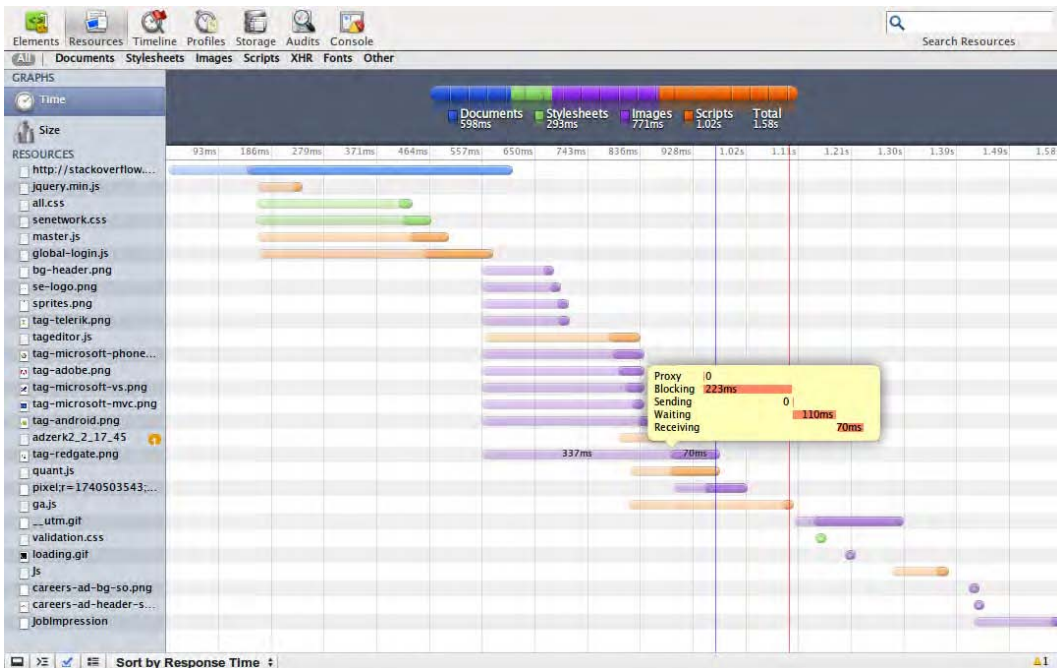 Elements Resources Timeline Profiles Storage Audits Console
Search Resources
All Documents Stylesheets Images Scripts XHR Fonts Other
GRAPHS
Time
Size
Documents 598ms
Stylesheets 293ms
Images 771ms
Scripts 1.02s
Total 1.58s
RESOURCES
93ms 186ms 279ms 371ms 464ms 557ms 650ms 743ms 836ms 928ms 1.02s 1.11s 1.21s 1.30s 1.39s 1.49s 1.58
http://stackoverflow....
jquery.min.js
all.css
senetwork.css
master.js
global-login.js
bg-header.png
se-logo.png
sprites.png
tag-telerik.png
tageditor.js
tag-microsoft-phone...
tag-adobe.png
tag-microsoft-vs.png
tag-microsoft-mvc.png
tag-android.png
adzerk2_2_17_45
tag-redgate.png
337ms 70ms
quant.js
pixel;r=1740503543;...
ga.js
__utm.gif
validation.css
loading.gif
js
careers-ad-bg-so.png
careers-ad-header-s...
JobImpression
Proxy 0
Blocking 223ms
Sending 0
Waiting 110ms
Receiving 70ms
Sort by Response Time
1